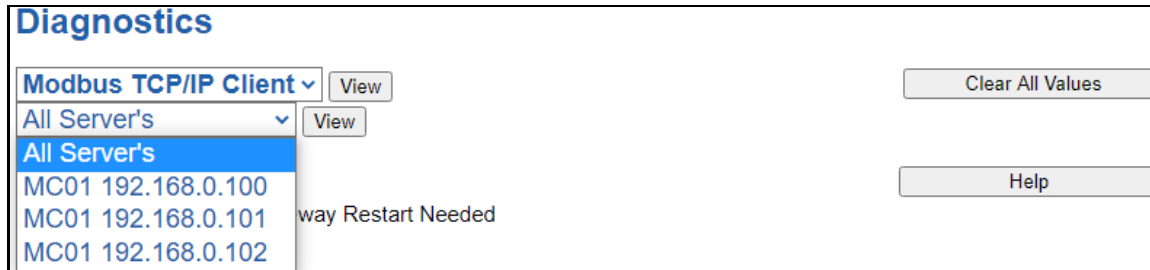 Diagnostics
Modbus TCP/IP Client View Clear All Values
All Server's View
All Server's
MC01 192.168.0.100 Help
MC01 192.168.0.101 way Restart Needed
MC01 192.168.0.102